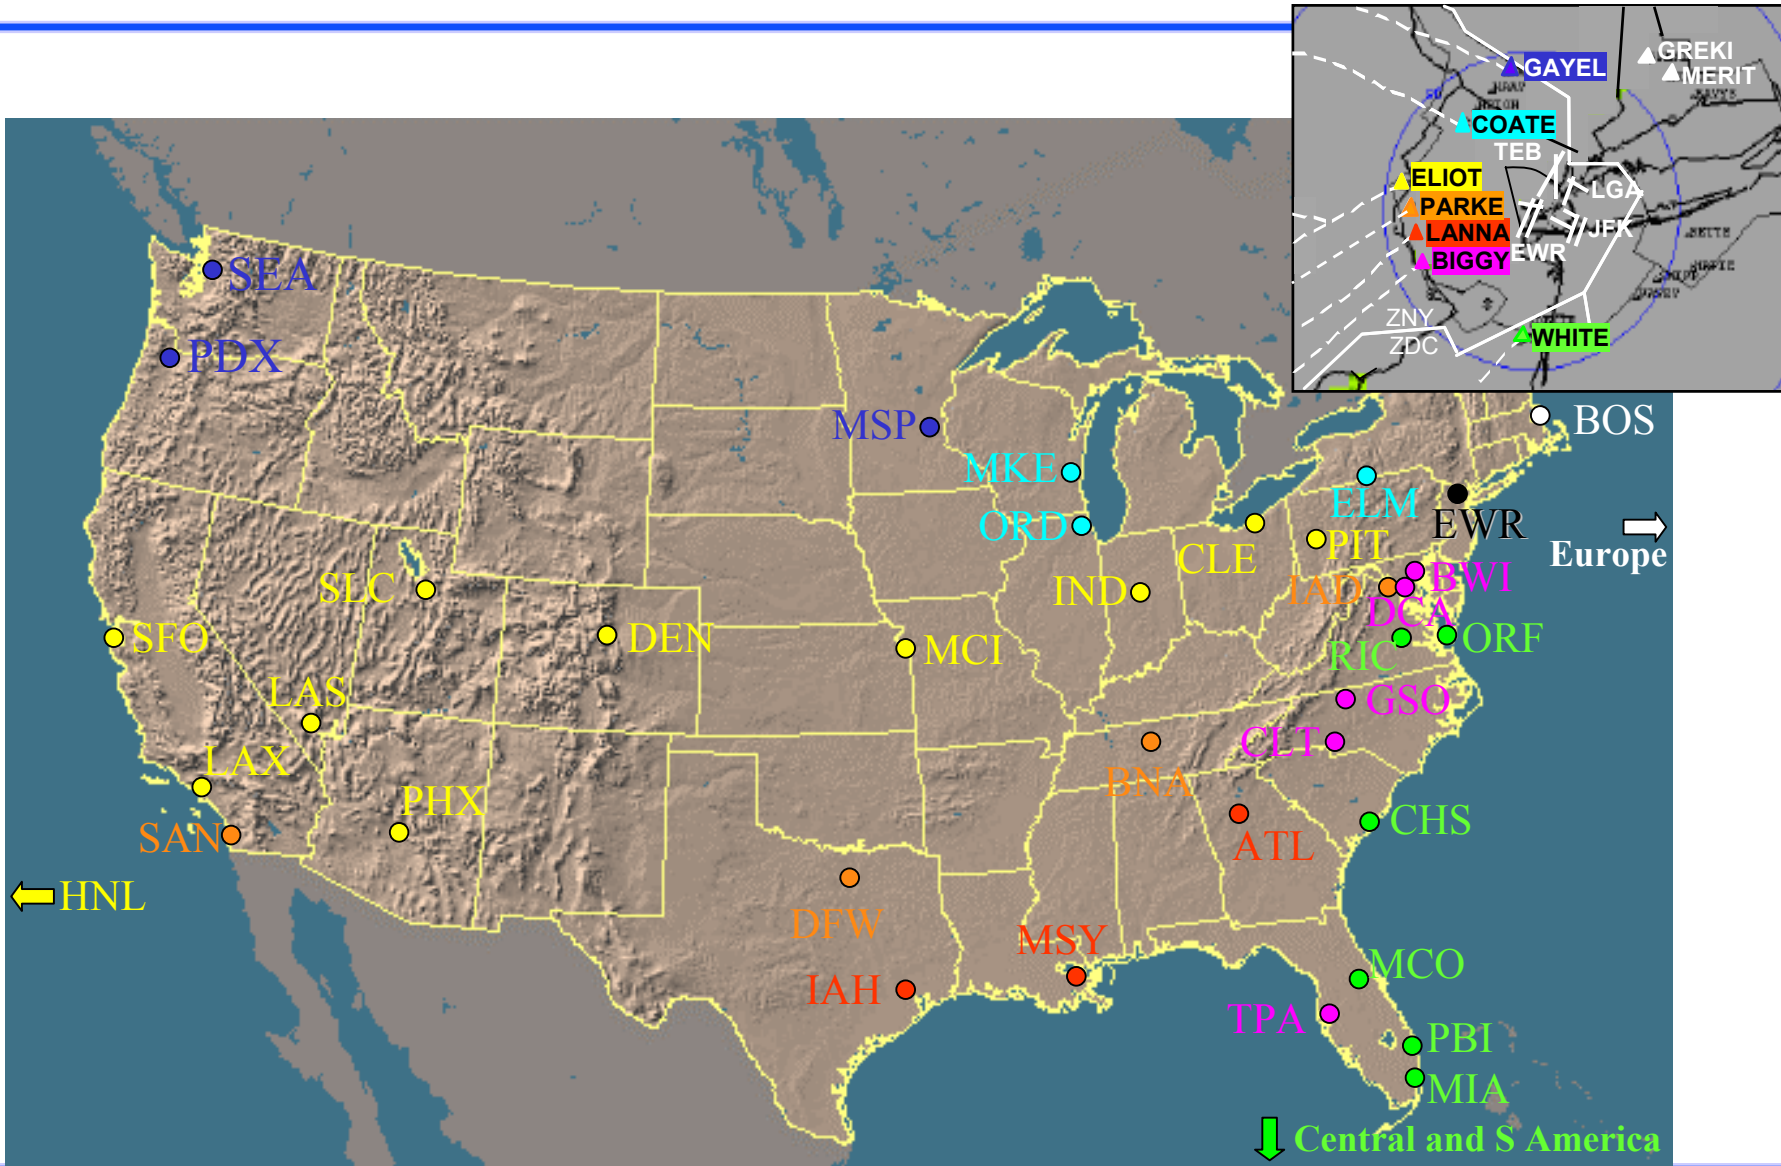 GAYEL
GREKI
MERIT
COATE
TEB
ELIOT
PARKE
LANNA
BIGGY
LGA
JFK
EWR
ZNY
ZDC
WHITE
SEA
PDX
MSP
BOS
MKE
ELM
ORD
EWR
CLE
PIT
Europe
SLC
IND
IAD
BWI
DCA
SFO
DEN
MCI
RIC
ORF
LAS
GSO
LAX
CLT
PHX
BNA
SAN
ATL
CHS
HNL
DFW
MSY
IAH
MCO
TPA
PBI
MIA
Central and S America